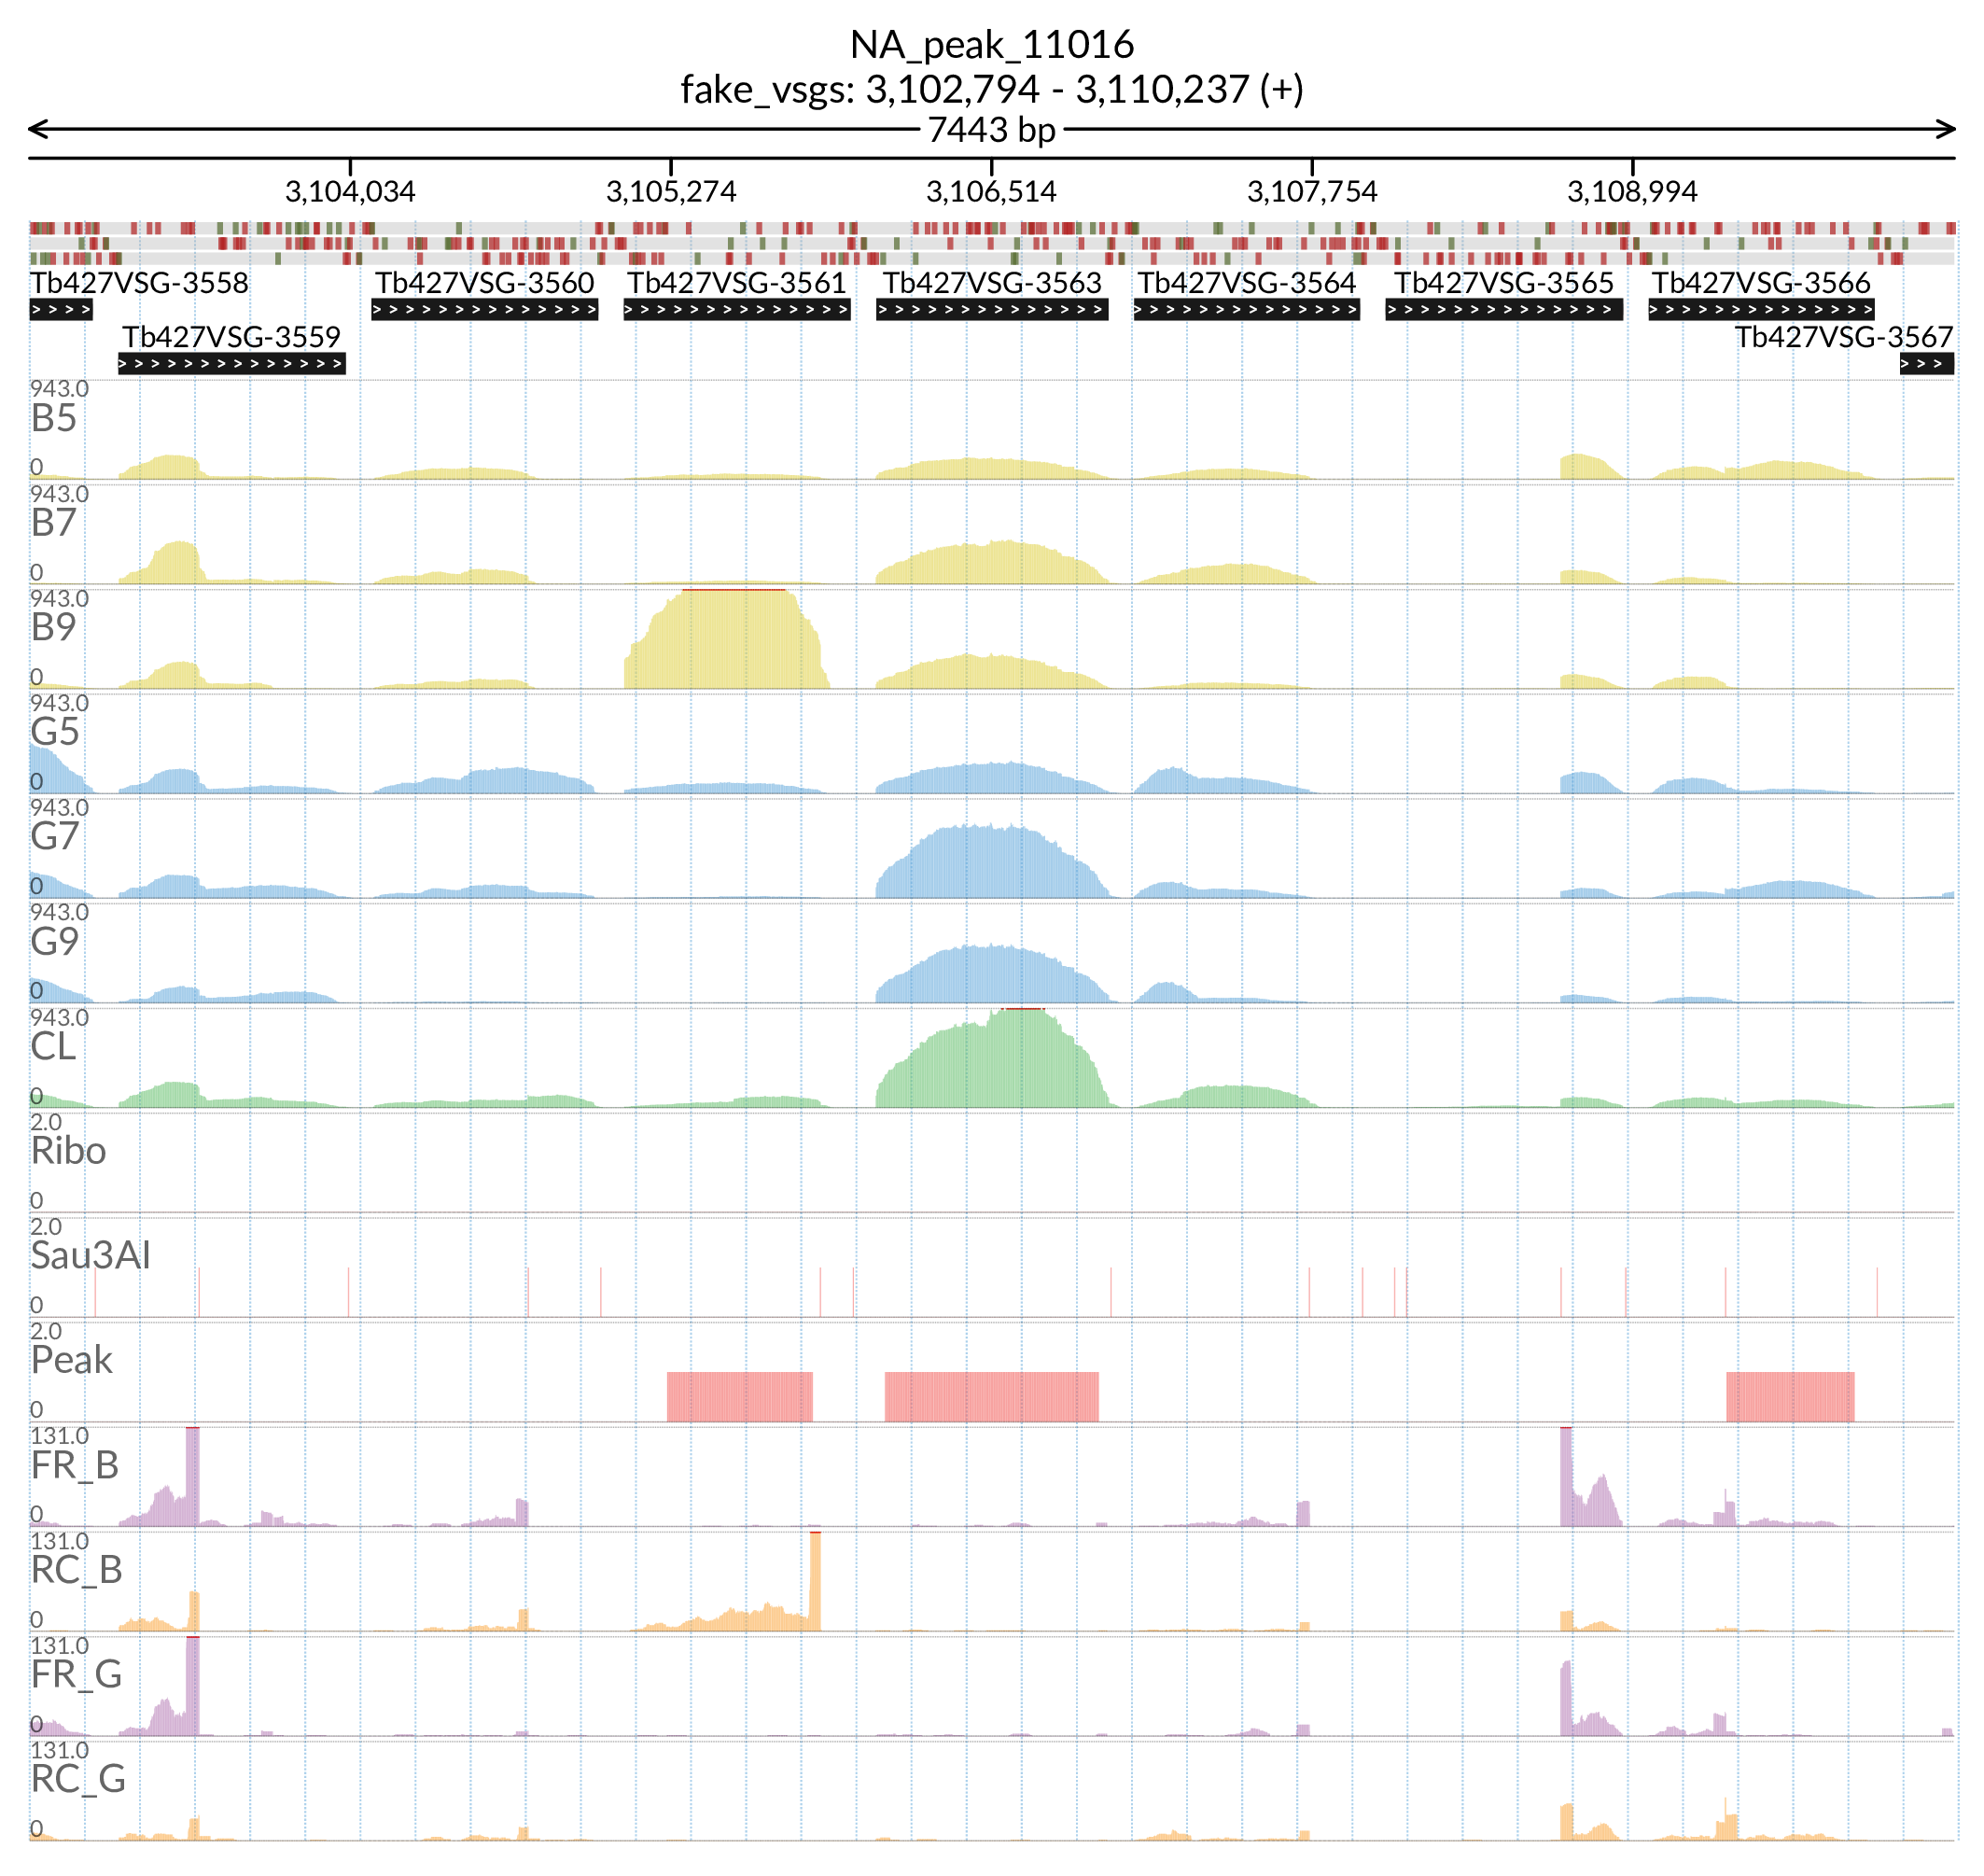 NA_peak_11016
fake_vsgs: 3,102,794 - 3,110,237 (+)
7443 bp
3,104,034 3,105,274 3,106,514 3,107,754 3,108,994
Tb427VSG-3558 Tb427VSG-3560 Tb427VSG-3561 Tb427VSG-3563 Tb427VSG-3564 Tb427VSG-3565 Tb427VSG-3566
Tb427VSG-3559 Tb427VSG-3567
943.0
B5
0
943.0
B7
0
943.0
B9
0
943.0
G5
0
943.0
G7
0
943.0
G9
0
943.0
CL
0
2.0
Ribo
0
2.0
Sau3AI
0
2.0
Peak
0
131.0
FR_B
0
131.0
RC_B
0
131.0
FR_G
0
131.0
RC_G
0